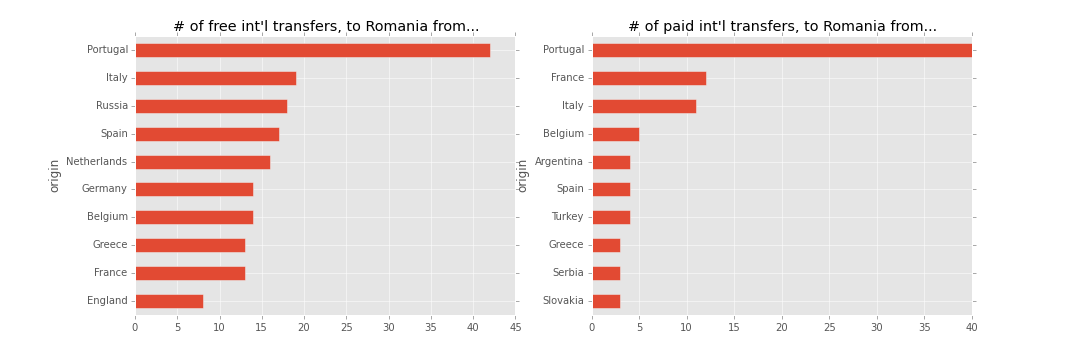 # of free int'l transfers, to Romania from...
origin
Portugal
Italy
Russia
Spain
Netherlands
Germany
Belgium
Greece
France
England
0 5 10 15 20 25 30 35 40 45
# of paid int'l transfers, to Romania from...
origin
Portugal
France
Italy
Belgium
Argentina
Spain
Turkey
Greece
Serbia
Slovakia
0 5 10 15 20 25 30 35 40